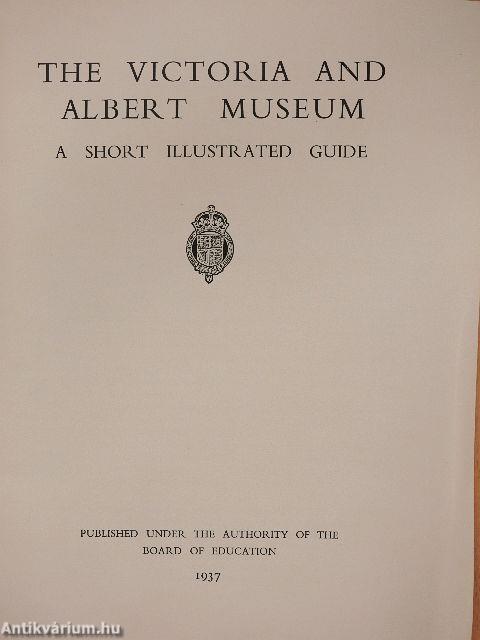 THE VICTORIA AND
ALBERT MUSEUM
A SHORT ILLUSTRATED GUIDE
PUBLISHED UNDER THE AUTHORITY OF THE
BOARD OF EDUCATION
1937
Antikvárium.hu